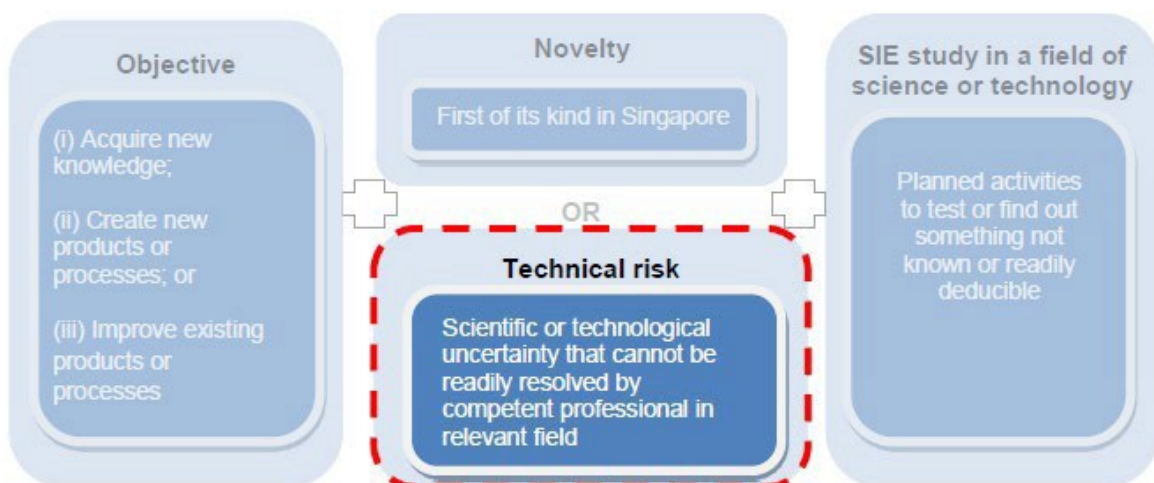 Objective
(i) Acquire new
knowledge;
(ii) Create new
products or
processes; or
(iii) Improve existing
products or
processes
Novelty
First of its kind in Singapore
OR
Technical risk
Scientific or technological
uncertainty that cannot be
readily resolved by
competent professional in
relevant field
SIE study in a field of
science or technology
Planned activities
to test or find out
something not
known or readily
deducible